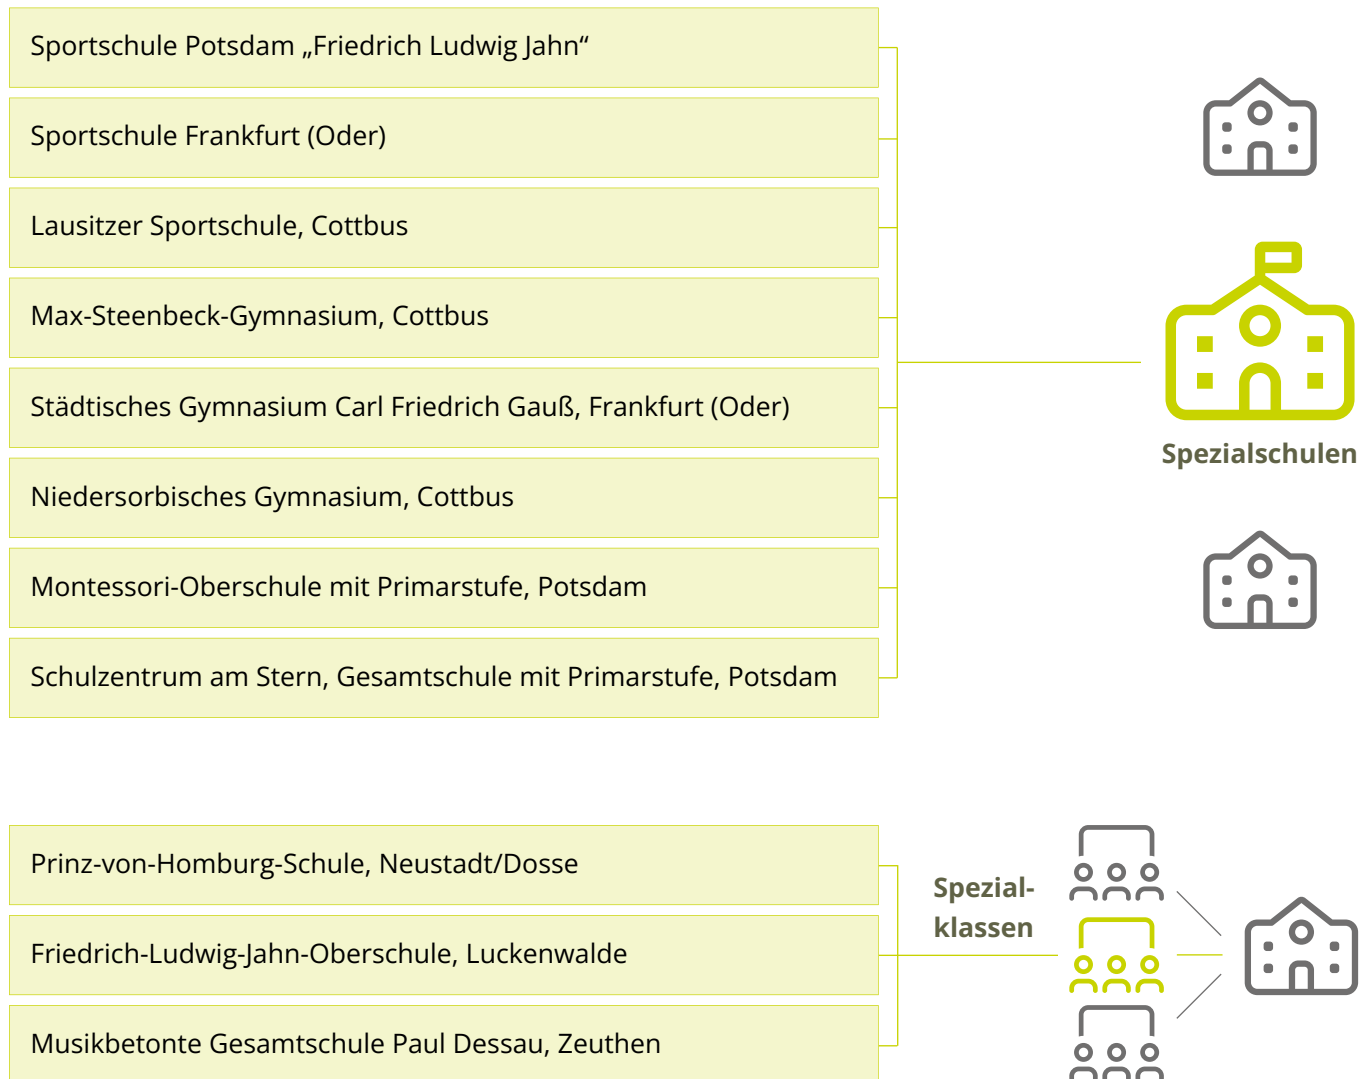 Sportschule Potsdam „Friedrich Ludwig Jahn“
Sportschule Frankfurt (Oder)
Lausitzer Sportschule, Cottbus
Max-Steenbeck-Gymnasium, Cottbus
Städtisches Gymnasium Carl Friedrich Gauß, Frankfurt (Oder)
Niedersorbisches Gymnasium, Cottbus
Montessori-Oberschule mit Primarstufe, Potsdam
Schulzentrum am Stern, Gesamtschule mit Primarstufe, Potsdam
Spezialschulen
Prinz-von-Homburg-Schule, Neustadt/Dosse
Friedrich-Ludwig-Jahn-Oberschule, Luckenwalde
Musikbetonte Gesamtschule Paul Dessau, Zeuthen
Spezial-
klassen